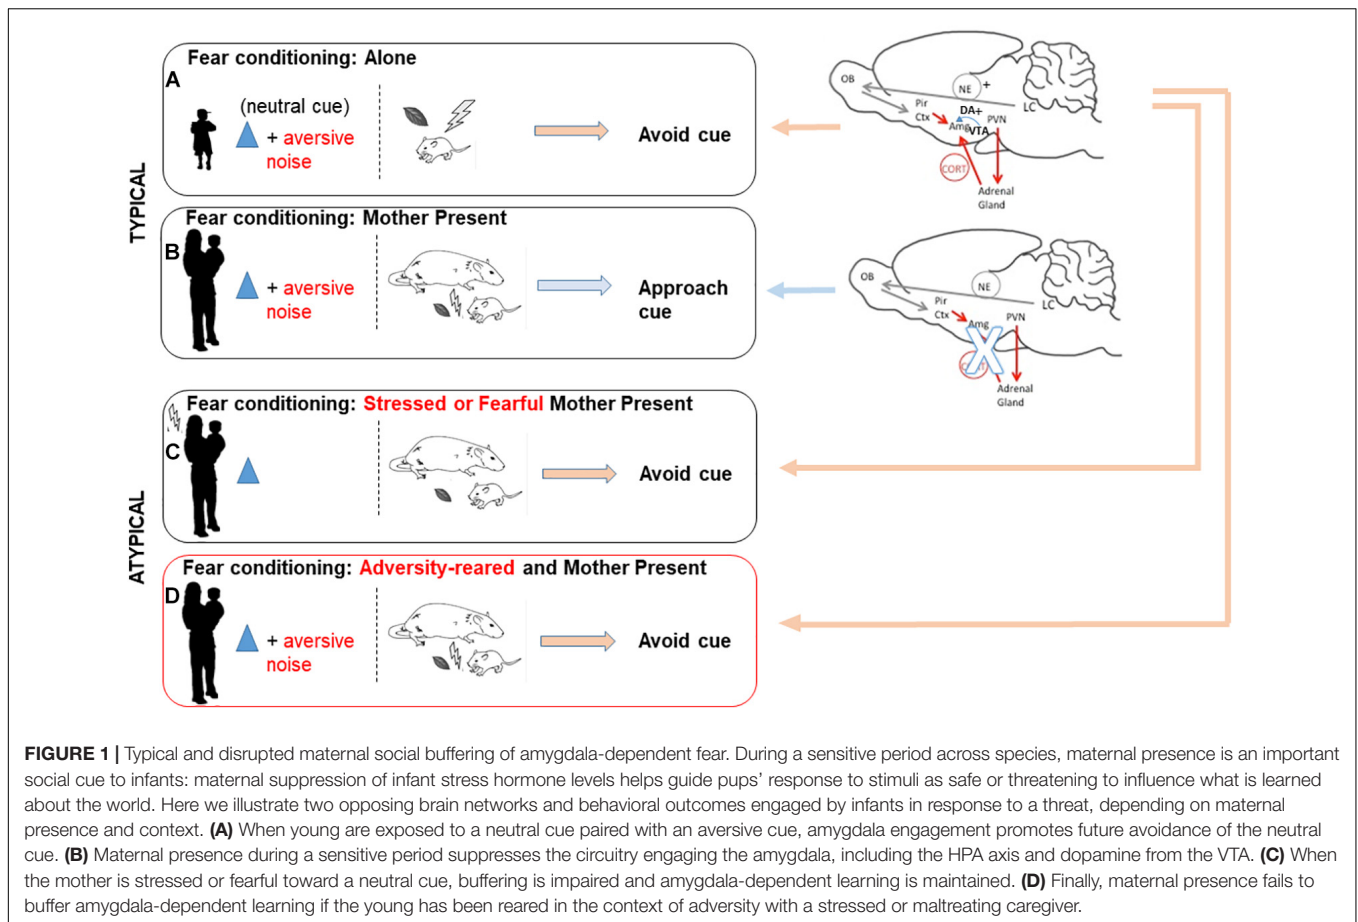 Fear conditioning: Alone
A
(neutral cue)
+ aversive
noise
Avoid cue
OB
NE
+
Pir
Ctx
DA+
Amg
VTA
PVN
LC
CORT
Adrenal
Gland
TYPICAL
Fear conditioning: Mother Present
B
+ aversive
noise
Approach
cue
OB
NE
Pir
Ctx
Amg
PVN
LC
Adrenal
Gland
ATYPICAL
Fear conditioning: Stressed or Fearful Mother Present
C
Avoid cue
Fear conditioning: Adversity-reared and Mother Present
D
+ aversive
noise
Avoid cue
FIGURE 1 | Typical and disrupted maternal social buffering of amygdala-dependent fear. During a sensitive period across species, maternal presence is an important
social cue to infants: maternal suppression of infant stress hormone levels helps guide pups' response to stimuli as safe or threatening to influence what is learned
about the world. Here we illustrate two opposing brain networks and behavioral outcomes engaged by infants in response to a threat, depending on maternal
presence and context. (A) When young are exposed to a neutral cue paired with an aversive cue, amygdala engagement promotes future avoidance of the neutral
cue. (B) Maternal presence during a sensitive period suppresses the circuitry engaging the amygdala, including the HPA axis and dopamine from the VTA. (C) When
the mother is stressed or fearful toward a neutral cue, buffering is impaired and amygdala-dependent learning is maintained. (D) Finally, maternal presence fails to
buffer amygdala-dependent learning if the young has been reared in the context of adversity with a stressed or maltreating caregiver.